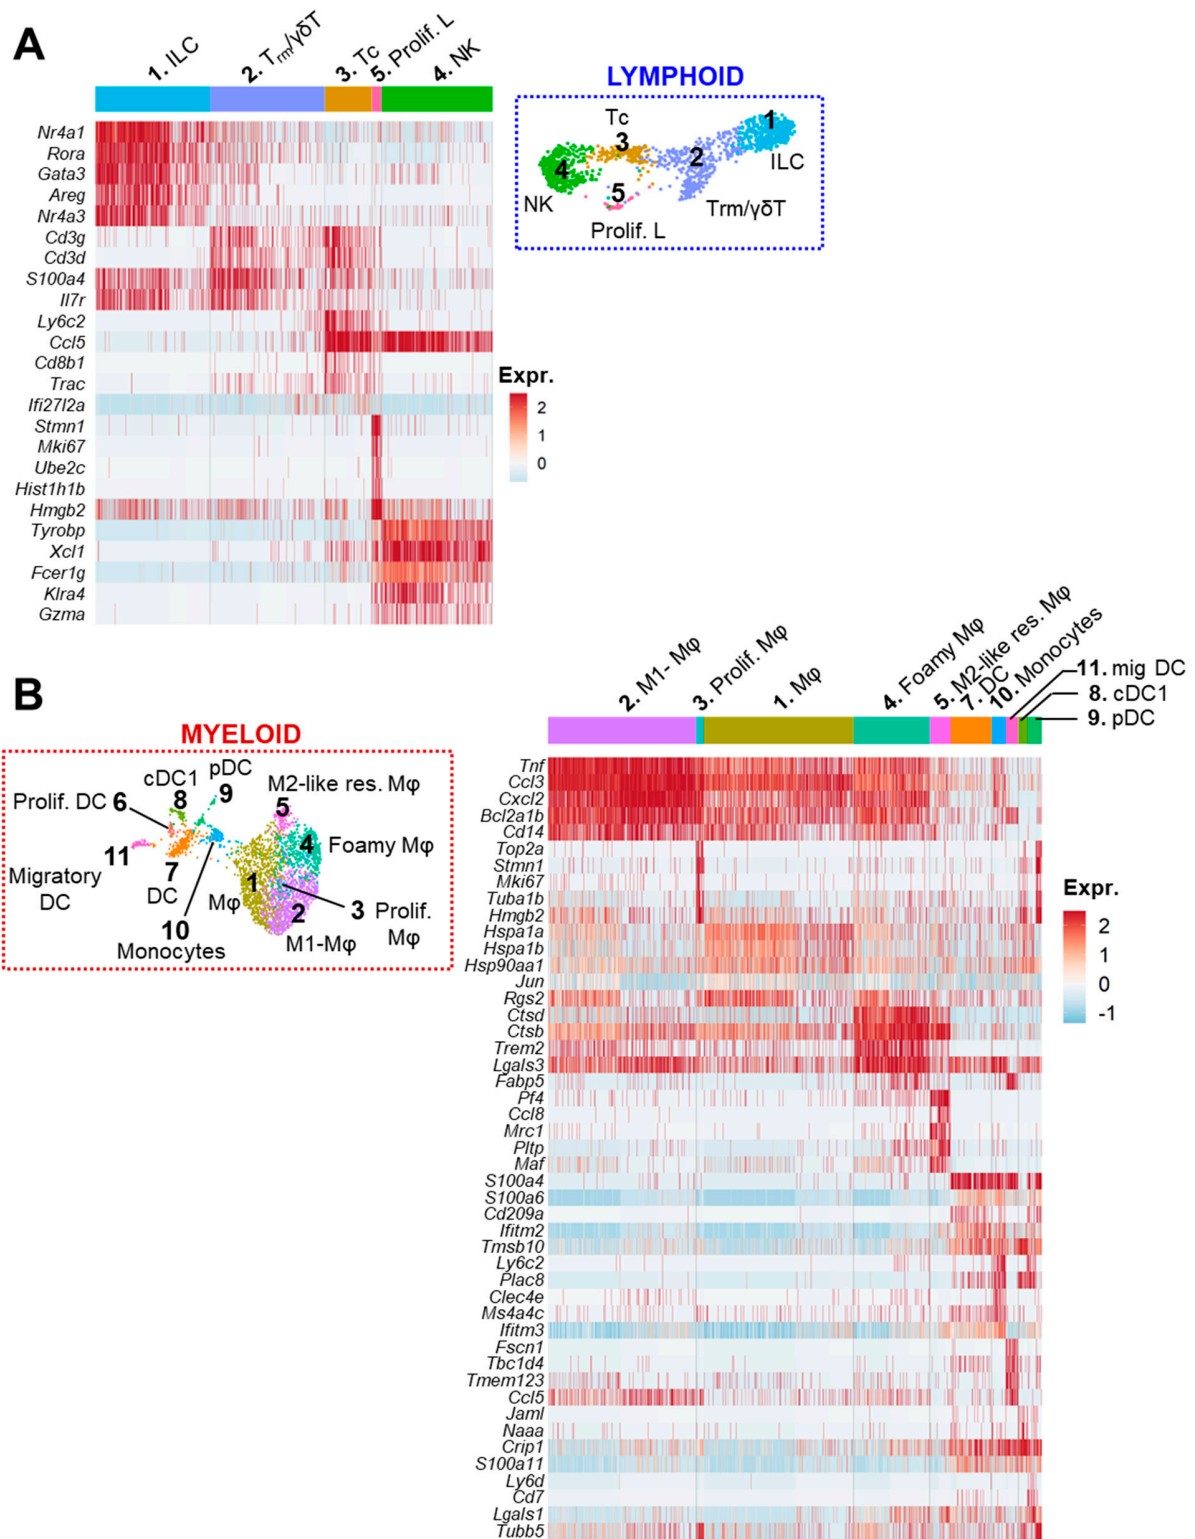 A
1. ILC
2. Trm/γδT
3. Tc
5. Prolif. L
4. NK
Nr4a1
Rora
Gata3
Areg
Nr4a3
Cd3g
Cd3d
S100a4
Il7r
Ly6c2
Ccl5
Cd8b1
Trac
Ifi27l2a
Stmn1
Mki67
Ube2c
Hist1h1b
Hmgb2
Tyrobp
Xcl1
Fcer1g
Klra4
Gzma
Expr.
2
1
0
LYMPHOID
Tc
3
1
ILC
2
4
NK
5
Trm/γδT
Prolif. L
B
MYELOID
cDC1
pDC
M2-like res. Mφ
Prolif. DC 6
8
9
5
4
Foamy Mφ
11
7
1
Migratory
DC
DC
Mφ
2
3
Prolif.
Mφ
10
Monocytes
M1-Mφ
2. M1- Mφ
3. Prolif. Mφ
1. Mφ
4. Foamy Mφ
5. M2-like res. Mφ
7. DC
10. Monocytes
11. mig DC
8. cDC1
9. pDC
Tnf
Ccl3
Cxcl2
Bcl2a1b
Cd14
Top2a
Stmn1
Mki67
Tuba1b
Hmgb2
Hspa1a
Hspa1b
Hsp90aa1
Jun
Rgs2
Ctsd
Ctsb
Trem2
Lgals3
Fabp5
Pf4
Ccl8
Mrc1
Pltp
Maf
S100a4
S100a6
Cd209a
Ifitm2
Tmsb10
Ly6c2
Plac8
Clec4e
Ms4a4c
Ifitm3
Fscn1
Tbc1d4
Tmem123
Ccl5
Jaml
Naaa
Crip1
S100a11
Ly6d
Cd7
Lgals1
Tubb5
Expr.
2
1
0
-1